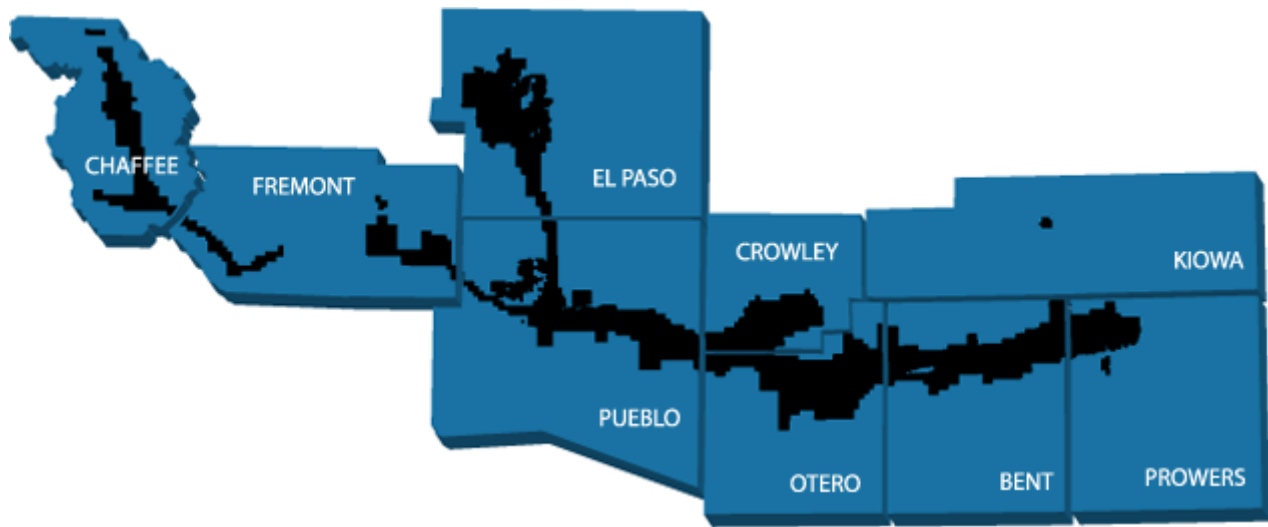 CHAFFEE
FREMONT
EL PASO
CROWLEY
KIOWA
PUEBLO
OTERO
BENT
PROWERS